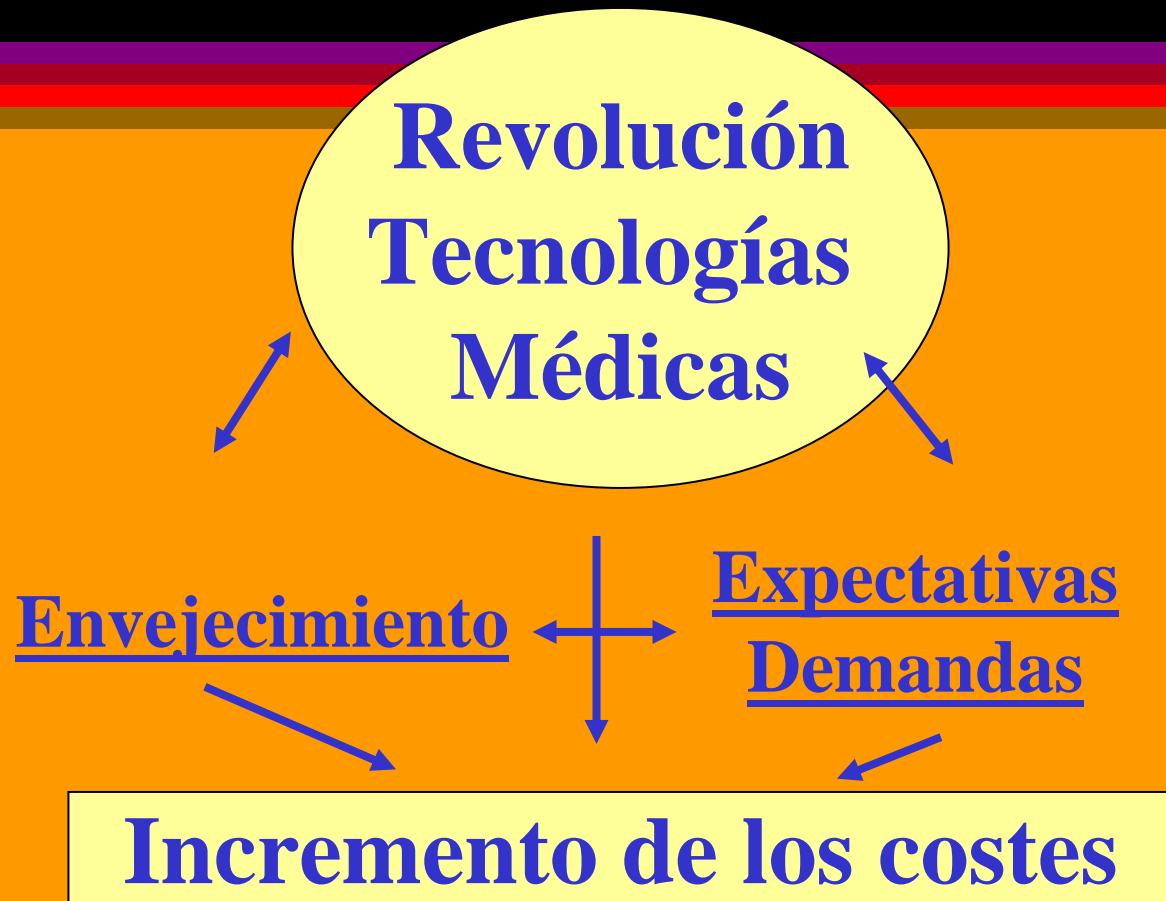 Revolución
Tecnologías
Médicas
Envejecimiento
Expectativas
Demandas
Incremento de los costes